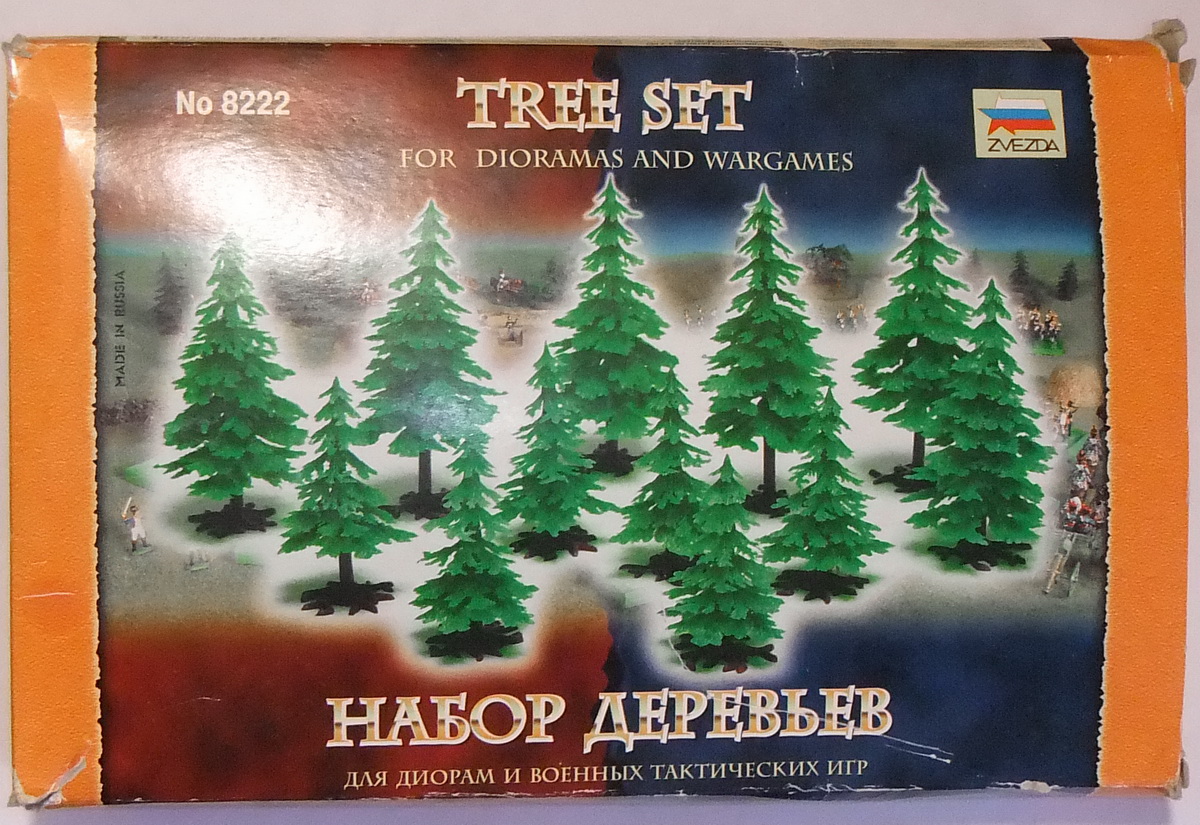 No 8222
TREE SET
FOR DIORAMAS AND WARGAMES
ZVEZDA
MADE IN RUSSIA
НАБОР ДЕРЕВЬЕВ
ДЛЯ ДИОРАМ И ВОЕННЫХ ТАКТИЧЕСКИХ ИГР